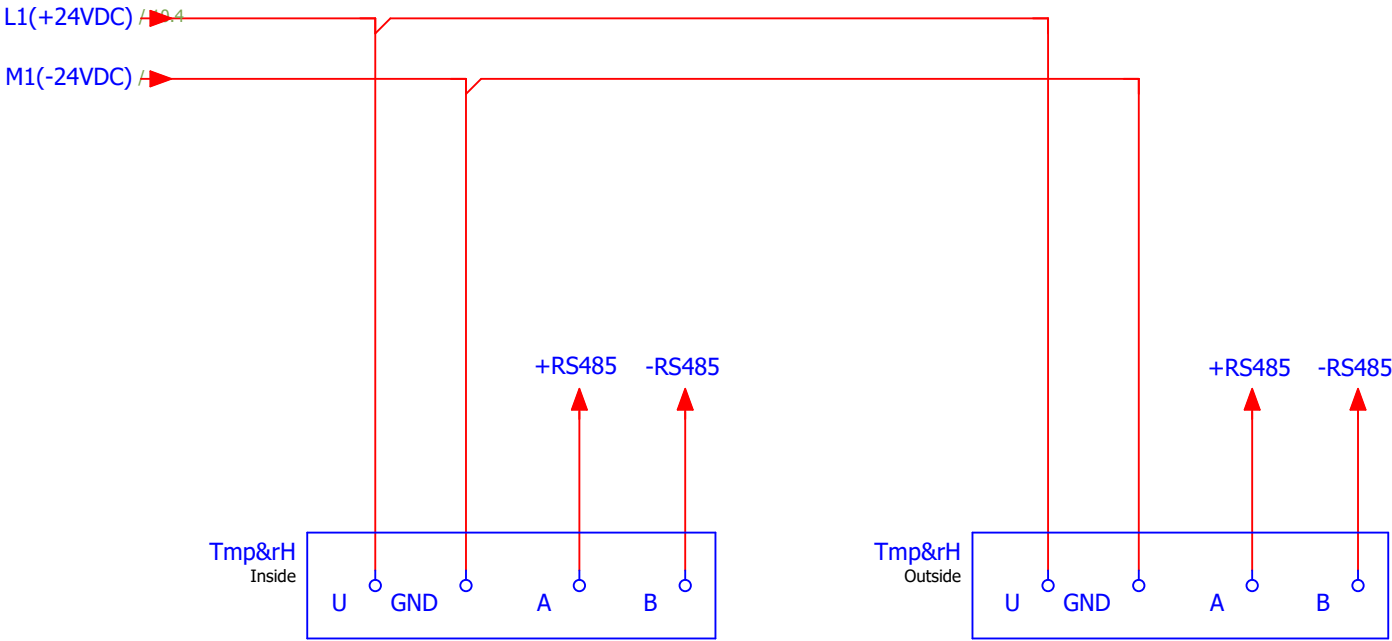 L1(+24VDC)
M1(-24VDC)
+RS485 -RS485 +RS485 -RS485
Tmp&rH Tmp&rH
Inside Outside
U GND A B U GND A B